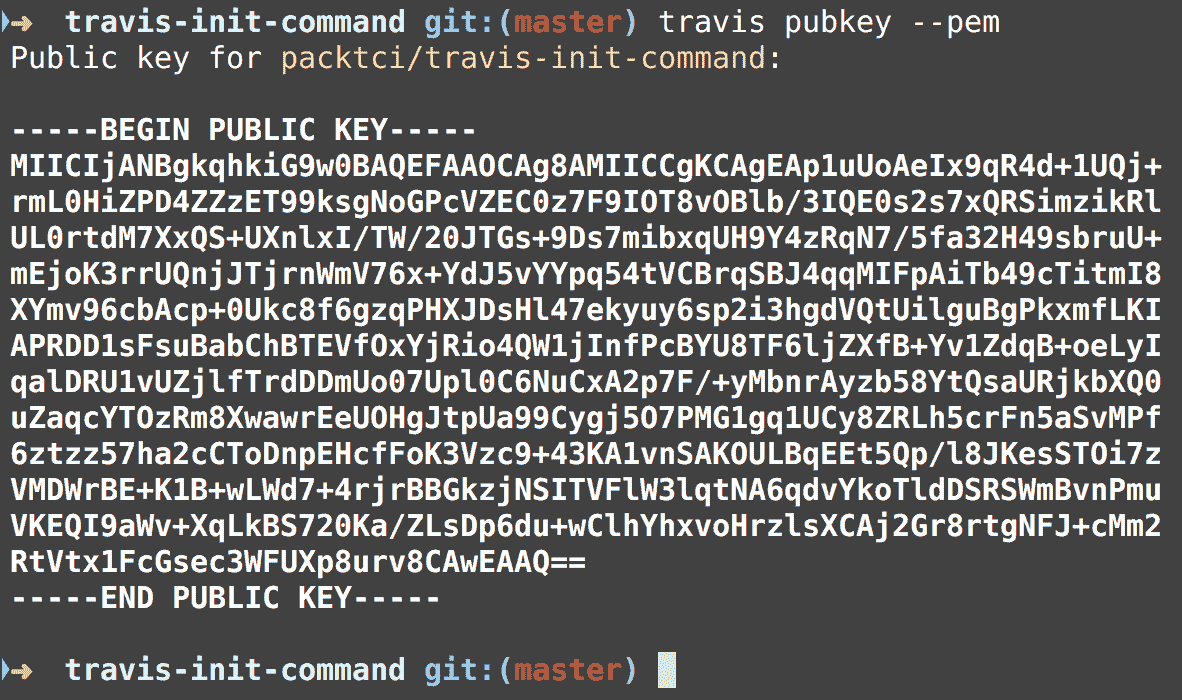 ➔ travis-init-command git:(master) travis pubkey --pem
Public key for packtci/travis-init-command:
-----BEGIN PUBLIC KEY-----
MIICIjANBgkqhkiG9w0BAQEFAAOCAg8AMIICCgKCAgEAp1uUoAeIx9qR4d+1UQj+
rmL0HiZPD4ZZzET99ksgNoGPcVZEC0z7F9IOT8vOBlb/3IQE0s2s7xQRSimzikRl
UL0rtdM7XxQS+UXnlxI/TW/20JTGs+9Ds7mibxqUH9Y4zRqN7/5fa32H49sbruU+
mEjoK3rrUQnjJTjrnWmV76x+YdJ5vYYpq54tVCBrqSBJ4qqMIFpAiTb49cTitmI8
XYmv96cbAcp+0Ukc8f6gzqPHXJDsHl47ekyuy6sp2i3hgdVQtUilguBgPkxmfLKI
APRDD1sFsuBabChBTEVfOxYjRio4QW1jInfPcBYU8TF6ljZXfB+Yv1ZdqB+oeLyI
qalDRU1vUZjlfTrdDDmUo07Upl0C6NuCxA2p7F/+yMbnrAyzb58YtQsaURjkbXQ0
uZaqcYTOzRm8XwawrEeUOHgJtpUa99Cygj5O7PMG1gq1UCy8ZRLh5crFn5aSvMPf
6ztzz57ha2cCToDnpEHcfFoK3Vzc9+43KA1vnSAKOULBqEEt5Qp/l8JKesSTOi7z
VMDWrBE+K1B+wLWd7+4rjrBBGkzjNSITVFlW3lqtNA6qdvYkoTldDSRSWmBvnPmu
VKEQI9aWv+XqLkBS720Ka/ZLsDp6du+wClhYhxvoHrzlsXCAj2Gr8rtgNFJ+cMm2
RtVtx1FcGsec3WFUXp8urv8CAwEAAQ==
-----END PUBLIC KEY-----
➔ travis-init-command git:(master)